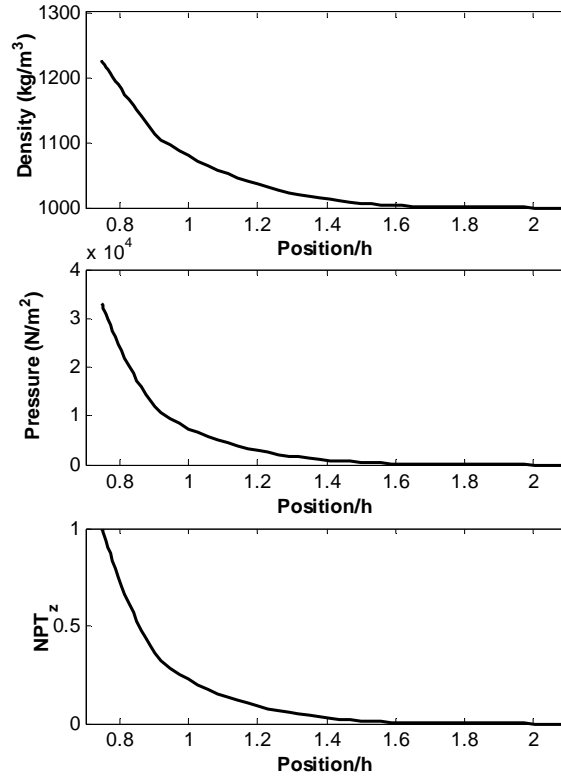 1300
1200
1100
1000
Density (kg/m³)
0.8 1 1.2 1.4 1.6 1.8 2
Position/h
x 10⁴
4
3
2
1
0
Pressure (N/m²)
0.8 1 1.2 1.4 1.6 1.8 2
Position/h
1
0.5
0
NPT_z
0.8 1 1.2 1.4 1.6 1.8 2
Position/h